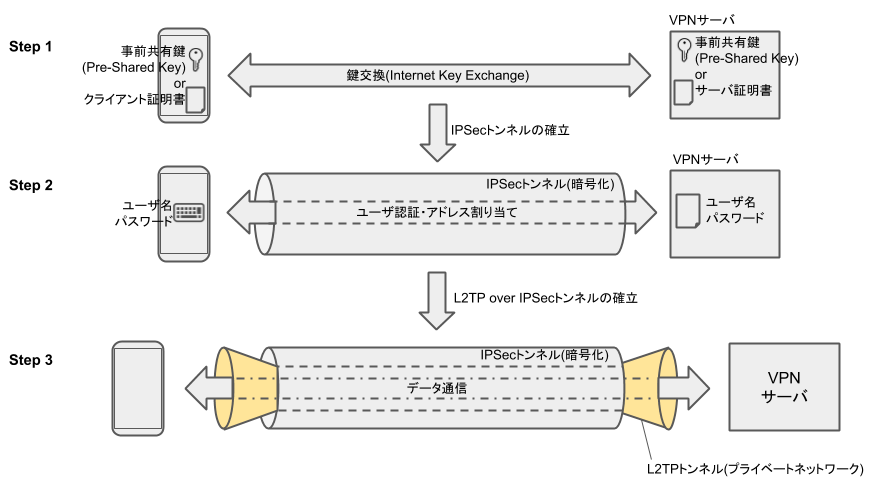 Step 1
事前共有鍵
(Pre-Shared Key)
or
クライアント証明書
鍵交換(Internet Key Exchange)
VPNサーバ
事前共有鍵
(Pre-Shared Key)
or
サーバ証明書
IPSecトンネルの確立
Step 2
ユーザ名
パスワード
IPSecトンネル(暗号化)
ユーザ認証・アドレス割り当て
VPNサーバ
ユーザ名
パスワード
L2TP over IPSecトンネルの確立
Step 3
IPSecトンネル(暗号化)
データ通信
VPN
サーバ
L2TPトンネル(プライベートネットワーク)